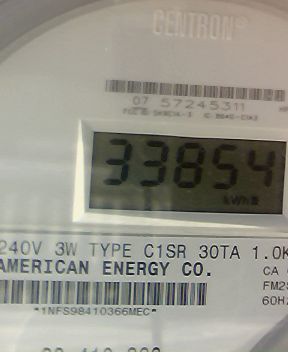 CENTRON®
07 57245311
33854
kWh
240V 3W TYPE C1SR 30TA 1.0K
AMERICAN ENERGY CO.
CA
FM2S
60Hz
*1NFS98410366MEC*